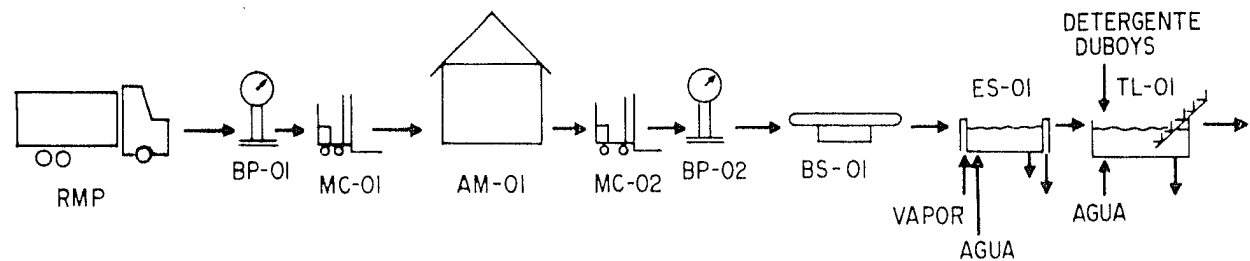 DETERGENTE
DUBOYS
ES-01
TL-01
RMP
BP-01
MC-01
AM-01
MC-02
BP-02
BS-01
VAPOR
AGUA
AGUA